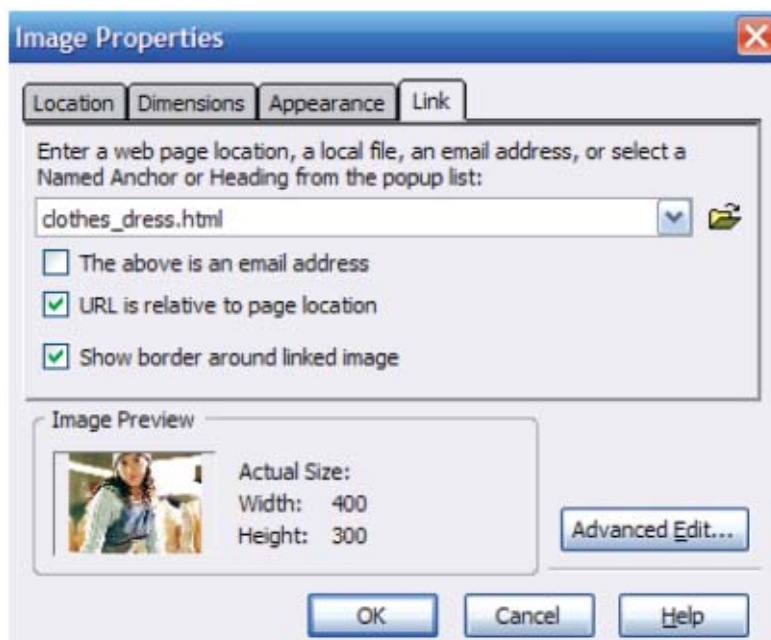 Image Properties
Location Dimensions Appearance Link
Enter a web page location, a local file, an email address, or select a
Named Anchor or Heading from the popup list:
clothes_dress.html
The above is an email address
URL is relative to page location
Show border around linked image
Image Preview
Actual Size:
Width: 400
Height: 300
Advanced Edit...
OK Cancel Help